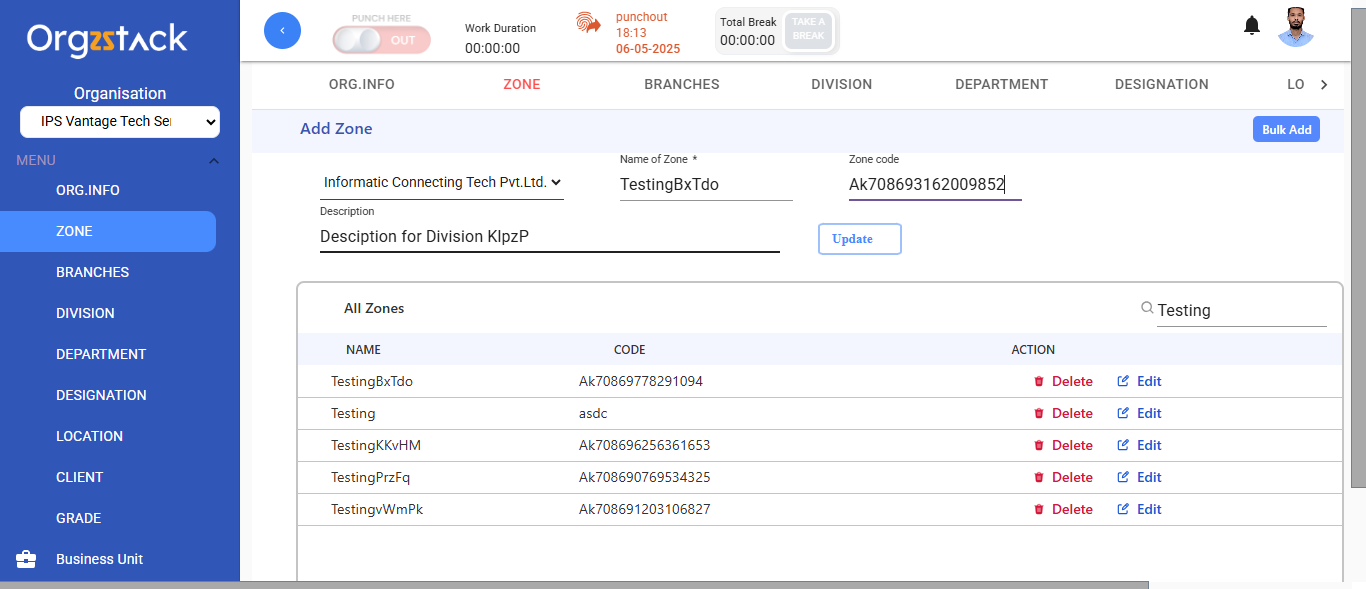 Orgzstack
Organisation
IPS Vantage Tech Ser
MENU
ORG.INFO
ZONE
BRANCHES
DIVISION
DEPARTMENT
DESIGNATION
LOCATION
CLIENT
GRADE
Business Unit
PUNCH HERE
OUT
Work Duration
00:00:00
punchout
18:13
06-05-2025
Total Break
00:00:00
TAKE A
BREAK
ORG.INFO ZONE BRANCHES DIVISION DEPARTMENT DESIGNATION LO
Add Zone
Bulk Add
Informatic Connecting Tech Pvt.Ltd.
Name of Zone *
TestingBxTdo
Zone code
Ak708693162009852
Description
Desciption for Division KlpzP
Update
All Zones
Testing
NAME CODE ACTION
TestingBxTdo Ak70869778291094 Delete Edit
Testing asdc Delete Edit
TestingKKvHM Ak708696256361653 Delete Edit
TestingPrzFq Ak708690769534325 Delete Edit
TestingvWmPk Ak708691203106827 Delete Edit